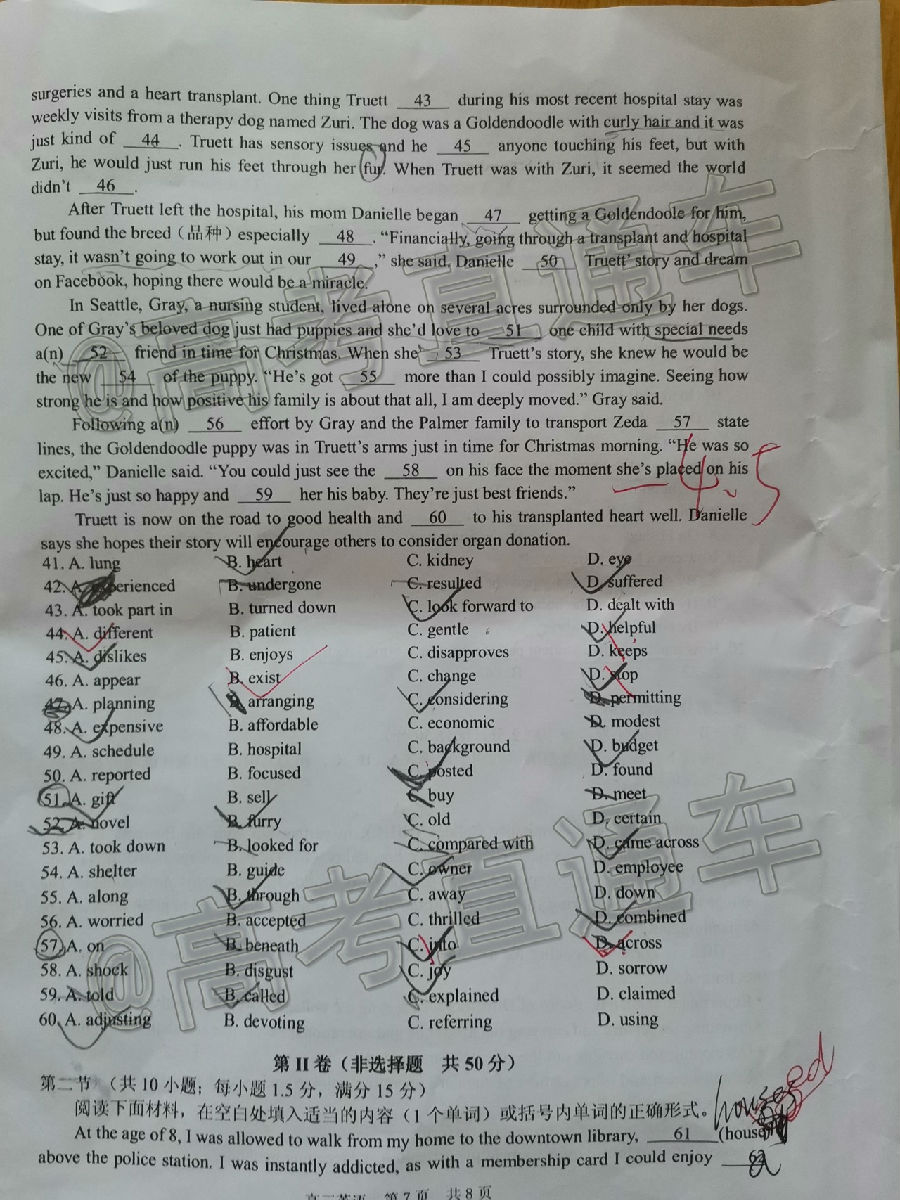 surgeries and a heart transplant. One thing Truett 43 during his most recent hospital stay was
weekly visits from a therapy dog named Zuri. The dog was a Goldendoodle with curly hair and it was
just kind of 44 . Truett has sensory issues and he 45 anyone touching his feet, but with
Zuri, he would just run his feet through her fur. When Truett was with Zuri, it seemed the world
didn't 46 .
After Truett left the hospital, his mom Danielle began 47 getting a Goldendoole for him,
but found the breed（品种）especially 48 . "Financially, going through a transplant and hospital
stay, it wasn't going to work out in our 49 ," she said. Danielle 50 Truett' story and dream
on Facebook, hoping there would be a miracle.
In Seattle, Gray, a nursing student, lived alone on several acres surrounded only by her dogs.
One of Gray's beloved dog just had puppies and she'd love to 51 one child with special needs
a(n) 52 friend in time for Christmas. When she 53 Truett's story, she knew he would be
the new 54 of the puppy. "He's got 55 more than I could possibly imagine. Seeing how
strong he is and how positive his family is about that all, I am deeply moved." Gray said.
Following a(n) 56 effort by Gray and the Palmer family to transport Zeda 57 state
lines, the Goldendoodle puppy was in Truett's arms just in time for Christmas morning. "He was so
excited," Danielle said. "You could just see the 58 on his face the moment she's placed on his
lap. He's just so happy and 59 her his baby. They're just best friends."
4.5
Truett is now on the road to good health and 60 to his transplanted heart well. Danielle
says she hopes their story will encourage others to consider organ donation.
41. A. lung B. heart C. kidney D. eye
42. A. experienced B. undergone C. resulted D. suffered
43. A. took part in B. turned down C. look forward to D. dealt with
44. A. different B. patient C. gentle D. helpful
45. A. dislikes B. enjoys C. disapproves D. keeps
46. A. appear B. exist C. change D. stop
47. A. planning B. arranging C. considering D. permitting
48. A. expensive B. affordable C. economic D. modest
49. A. schedule B. hospital C. background D. budget
50. A. reported B. focused C. posted D. found
51. A. gift B. sell C. buy D. meet
52. A. novel B. furry C. old D. certain
53. A. took down B. looked for C. compared with D. came across
54. A. shelter B. guide C. owner D. employee
55. A. along B. through C. away D. down
56. A. worried B. accepted C. thrilled D. combined
57. A. on B. beneath C. into D. across
58. A. shock B. disgust C. joy D. sorrow
59. A. told B. called C. explained D. claimed
60. A. adjusting B. devoting C. referring D. using
第 II 卷（非选择题 共 50 分）
第二节 （共 10 小题；每小题 1.5 分，满分 15 分）
阅读下面材料，在空白处填入适当的内容（1 个单词）或括号内单词的正确形式。
At the age of 8, I was allowed to walk from my home to the downtown library, 61 (house)
above the police station. I was instantly addicted, as with a membership card I could enjoy 62
a
第 7 页 共 8 页
@高考直通车
@高考直通车